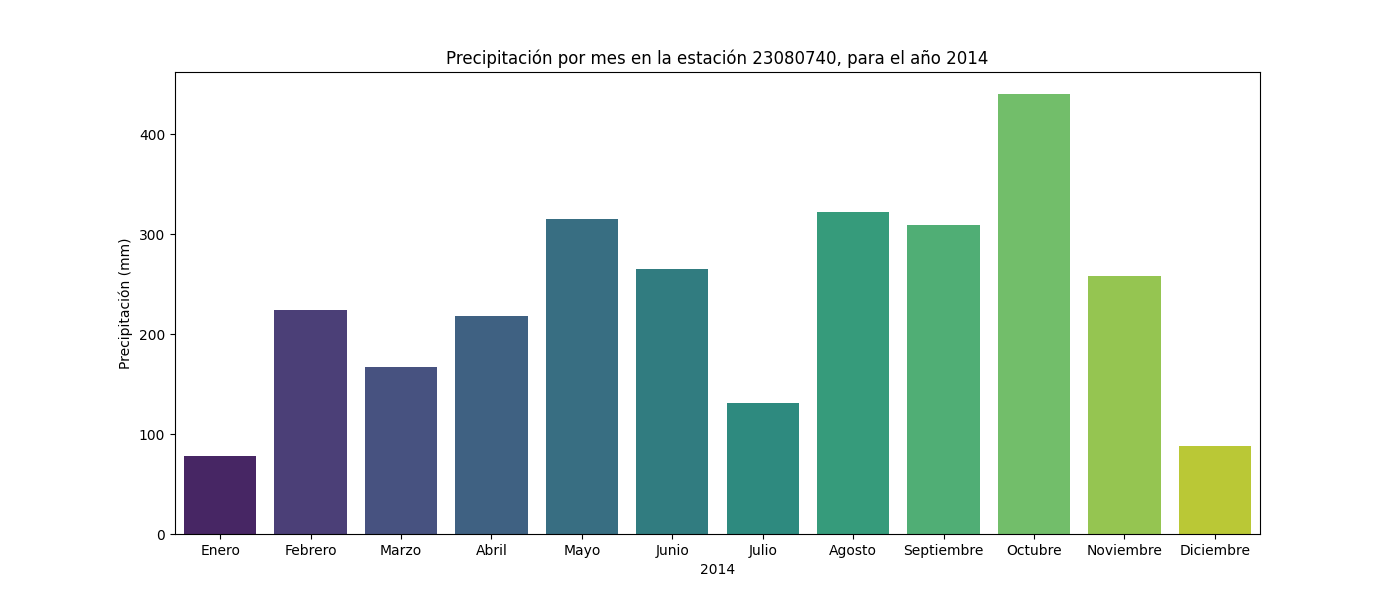 Precipitación por mes en la estación 23080740, para el año 2014
Precipitación (mm)
400
300
200
100
0
Enero Febrero Marzo Abril Mayo Junio Julio Agosto Septiembre Octubre Noviembre Diciembre
2014